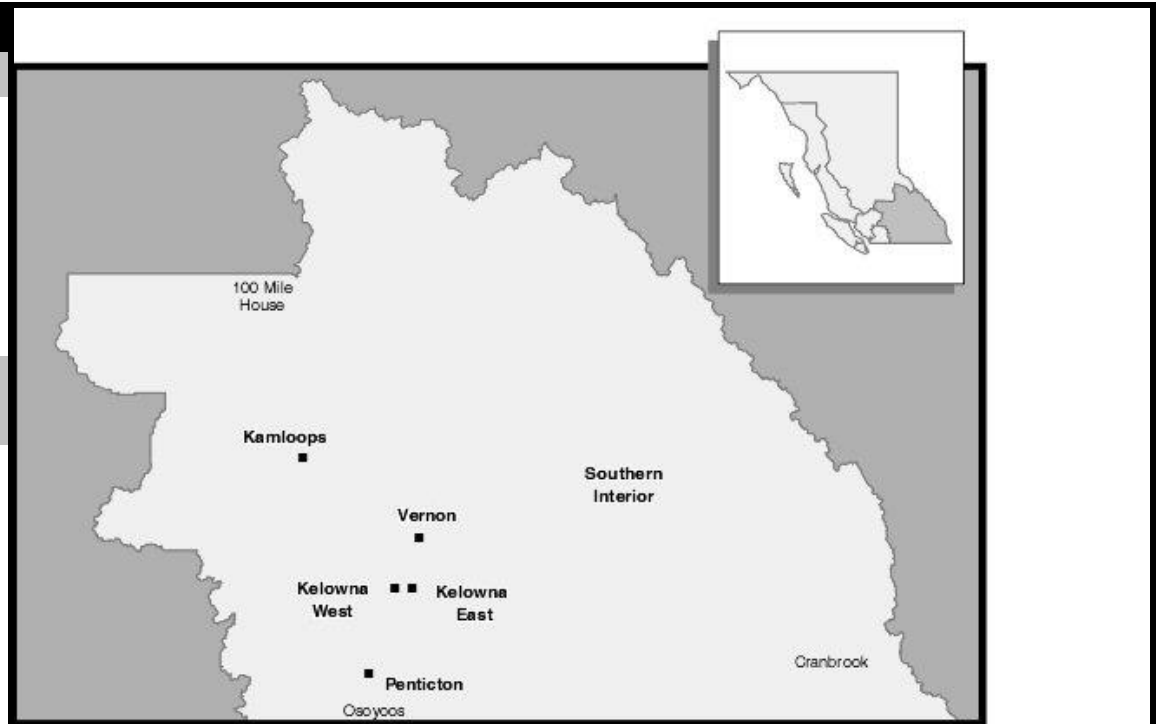 100 Mile
House
Kamloops
Southern
Interior
Vernon
Kelowna
West
Kelowna
East
Cranbrook
Penticton
Osoyoos